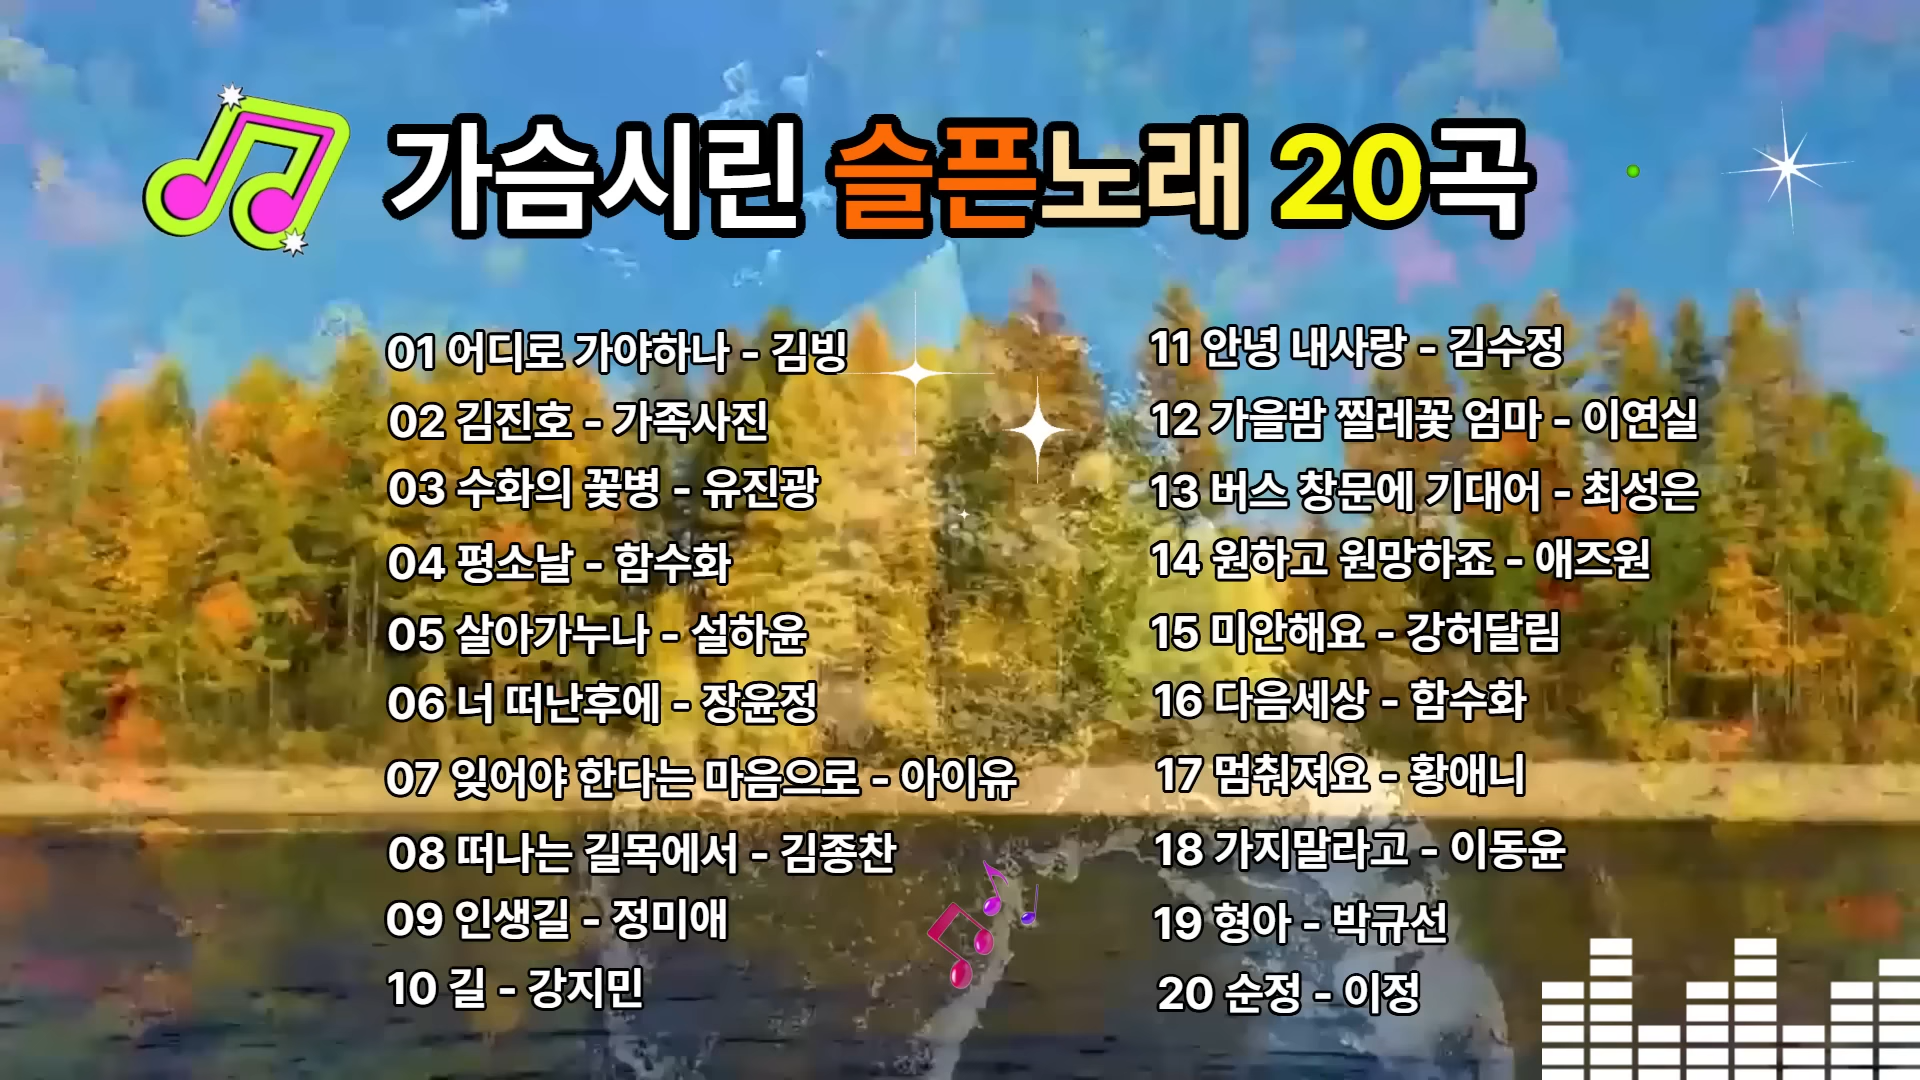 가슴시린 슬픈노래 20곡
01 어디로 가야하나 - 김빙
02 김진호 - 가족사진
03 수화의 꽃병 - 유진광
04 평소날 - 함수화
05 살아가누나 - 설하윤
06 너 떠난후에 - 장윤정
07 잊어야 한다는 마음으로 - 아이유
08 떠나는 길목에서 - 김종찬
09 인생길 - 정미애
10 길 - 강지민
11 안녕 내사랑 - 김수정
12 가을밤 찔레꽃 엄마 - 이연실
13 버스 창문에 기대어 - 최성은
14 원하고 원망하죠 - 애즈원
15 미안해요 - 강허달림
16 다음세상 - 함수화
17 멈춰져요 - 황애니
18 가지말라고 - 이동윤
19 형아 - 박규선
20 순정 - 이정